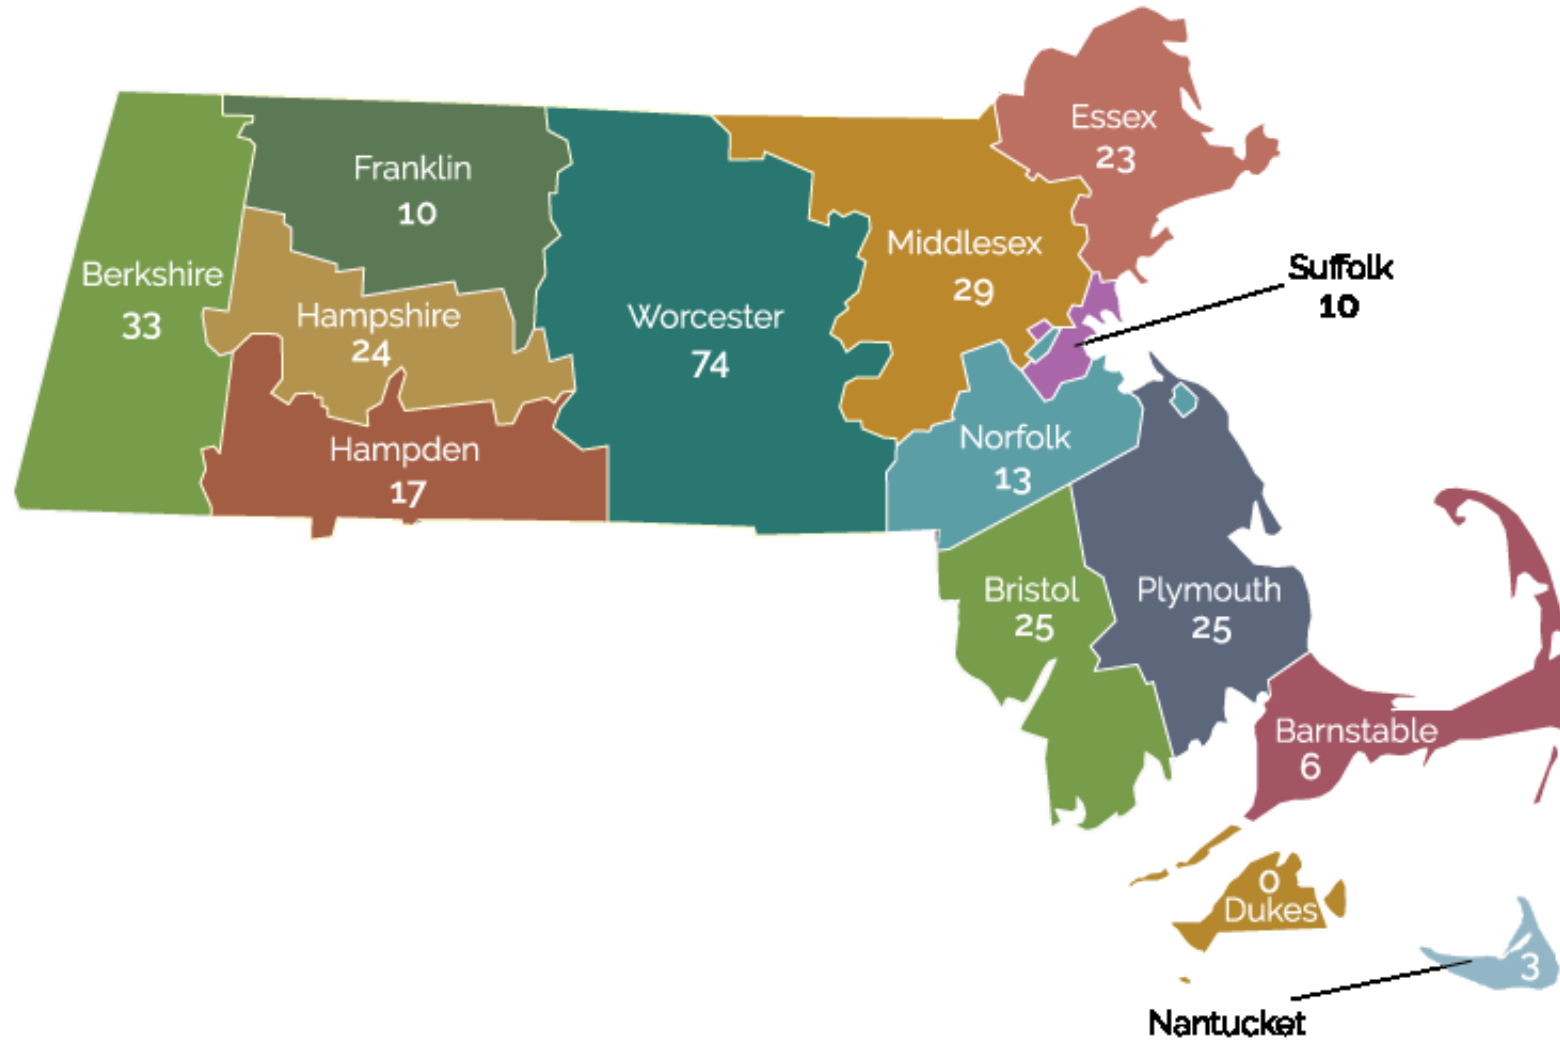 Essex
23
Franklin
10
Middlesex
29
Suffolk
10
Berkshire
33
Hampshire
24
Worcester
74
Hampden
17
Norfolk
13
Bristol
25
Plymouth
25
Barnstable
6
0
Dukes
3
Nantucket